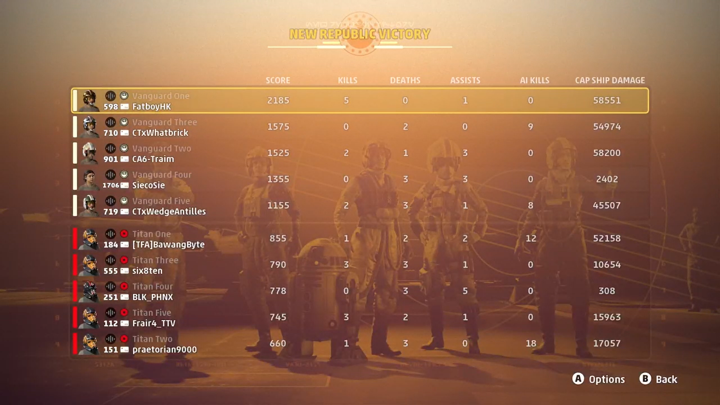 NEW REPUBLIC VICTORY
SCORE KILLS DEATHS ASSISTS AI KILLS CAP SHIP DAMAGE
Vanguard One
598 FatboyHK 2185 5 0 1 0 58551
Vanguard Three
710 CTxWhatbrick 1575 0 2 0 9 54974
Vanguard Two
901 CA6-Traim 1525 2 1 3 0 58200
Vanguard Four
1706 SiecoSie 1355 0 3 3 0 2402
Vanguard Five
719 CTxWedgeAntilles 1155 2 3 1 8 45507
Titan One
184 [TFA]BawangByte 855 1 2 2 12 52158
Titan Three
555 six8ten 790 3 3 1 0 10654
Titan Four
251 BLK_PHNX 778 0 3 5 0 308
Titan Five
112 Frair4_TTV 745 3 2 1 0 15963
Titan Two
151 praetorian9000 660 1 3 0 18 17057
A Options B Back